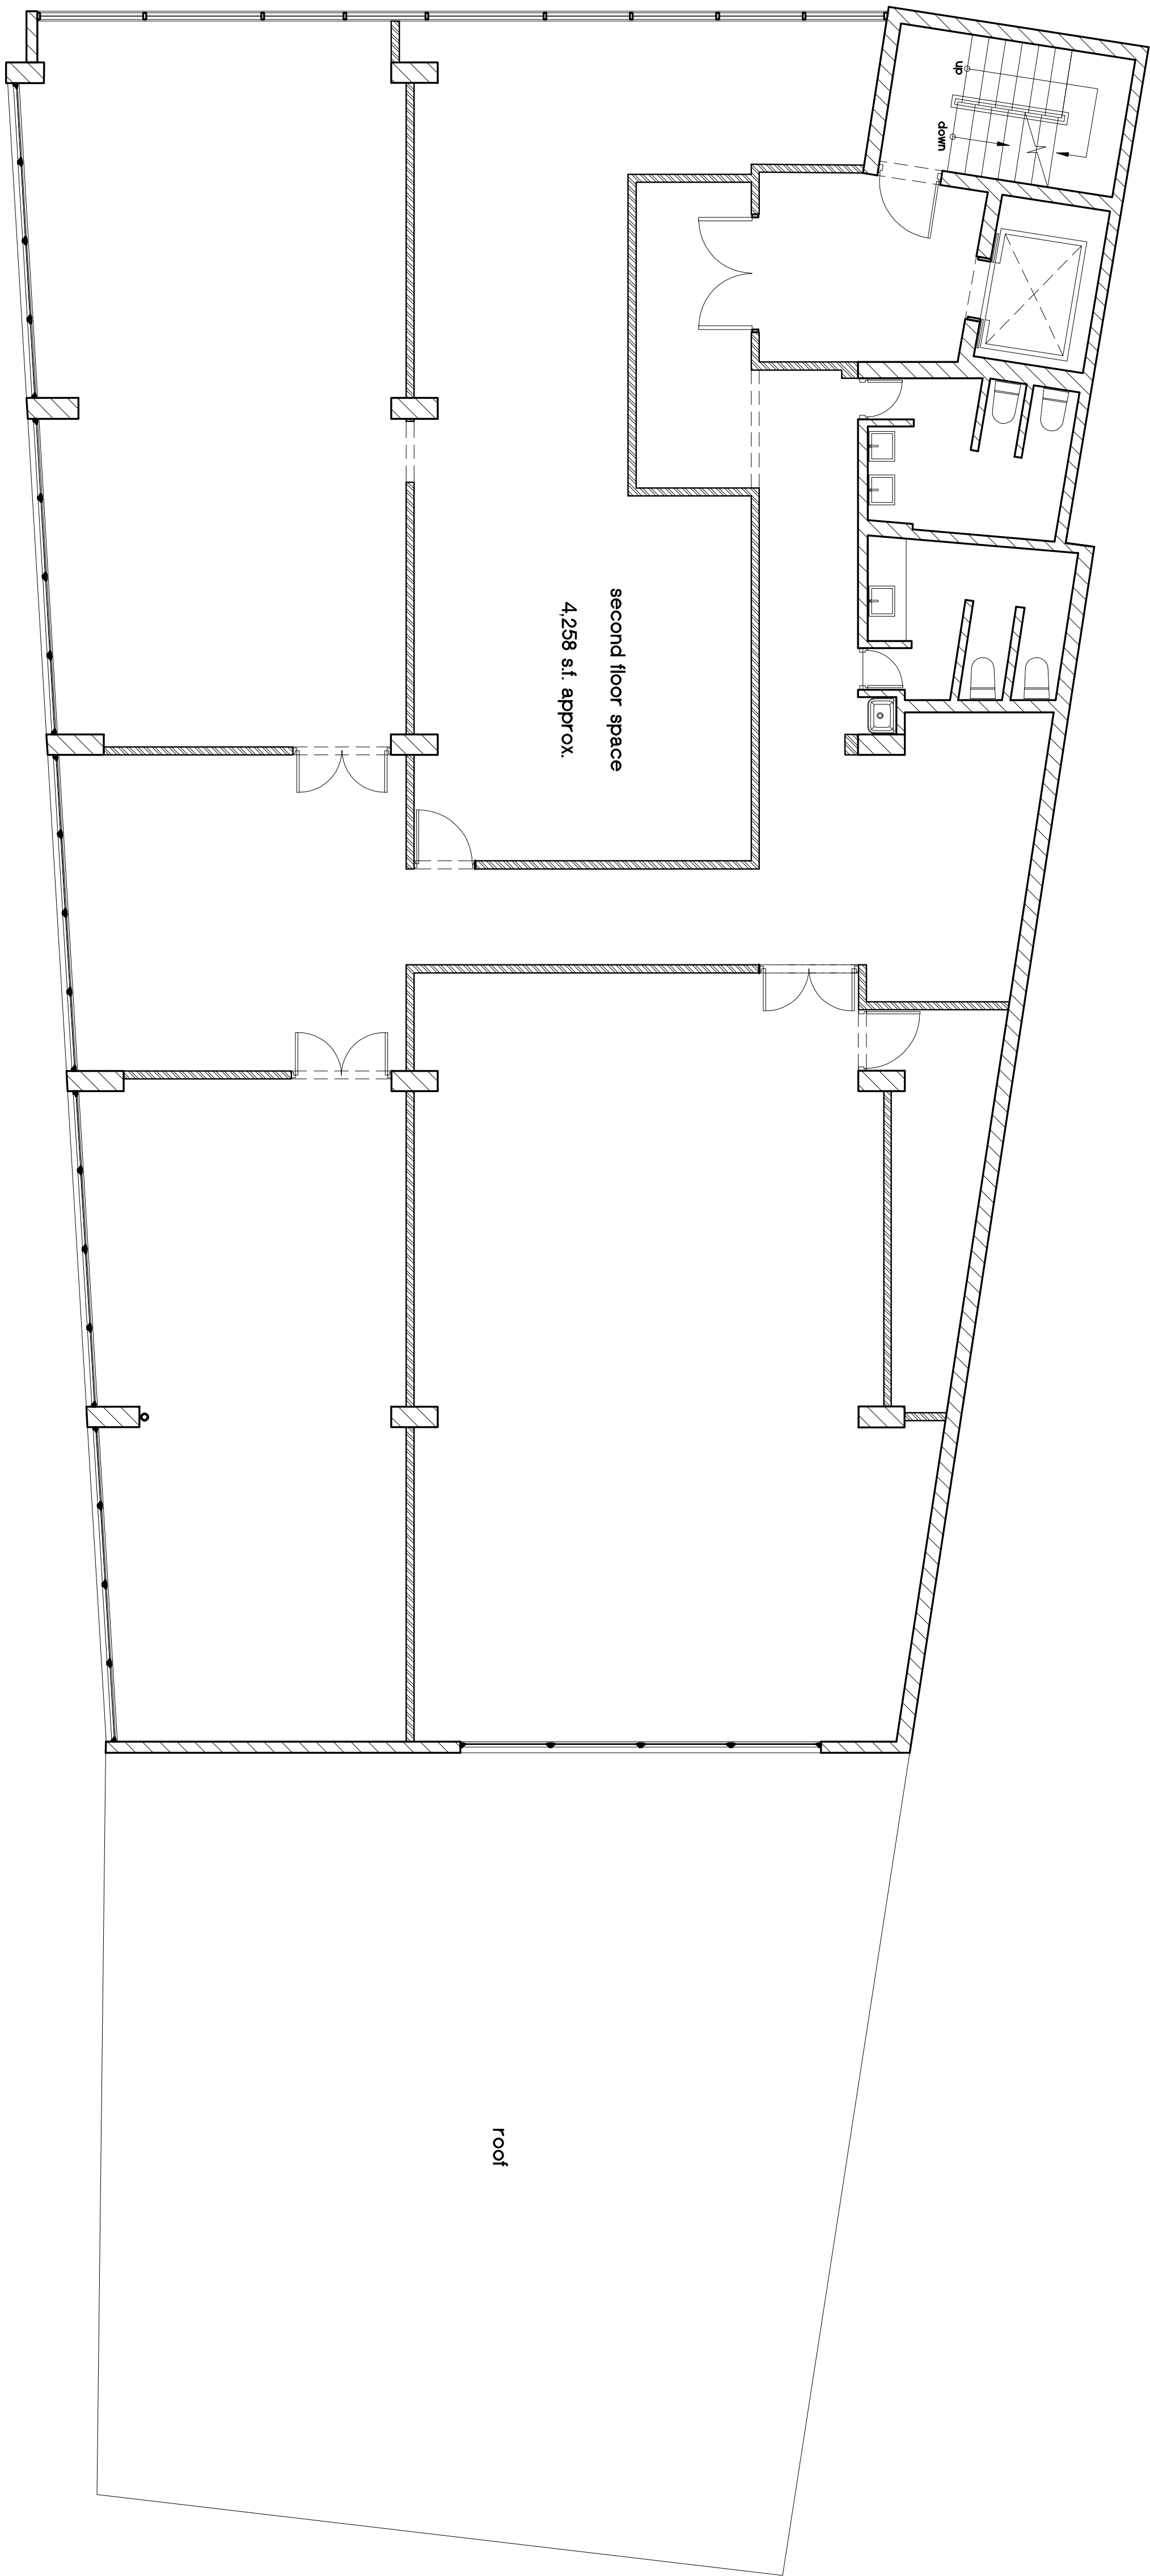 up
down
second floor space
4,258 s.f. approx.
roof